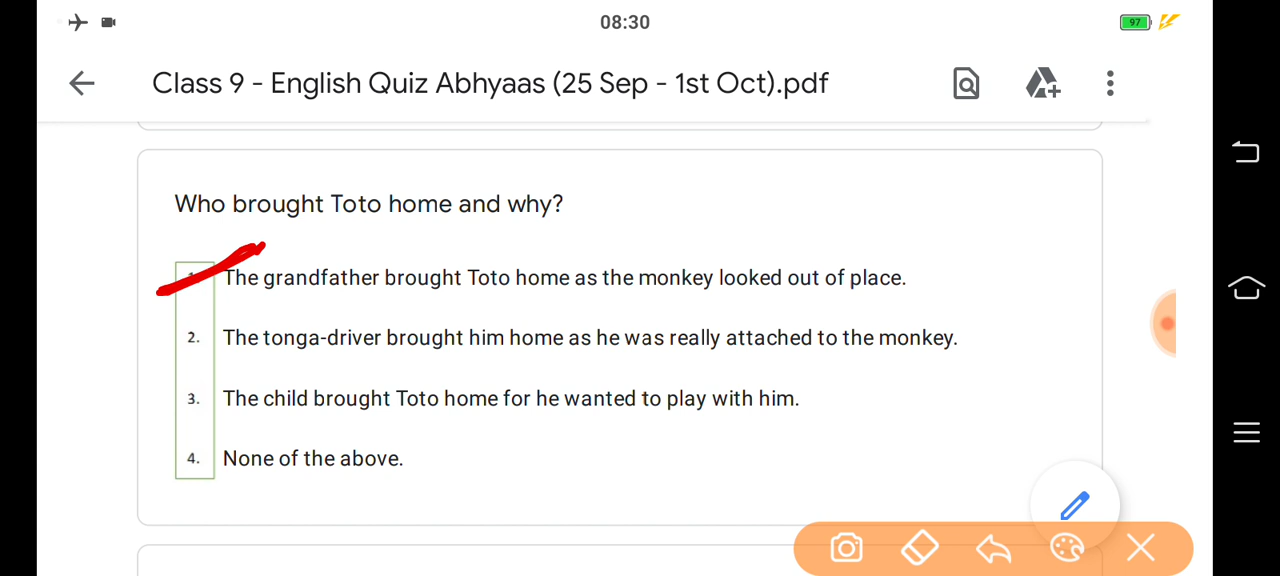 08:30
97
Class 9 - English Quiz Abhyaas (25 Sep - 1st Oct).pdf
Who brought Toto home and why?
The grandfather brought Toto home as the monkey looked out of place.
2. The tonga-driver brought him home as he was really attached to the monkey.
3. The child brought Toto home for he wanted to play with him.
4. None of the above.